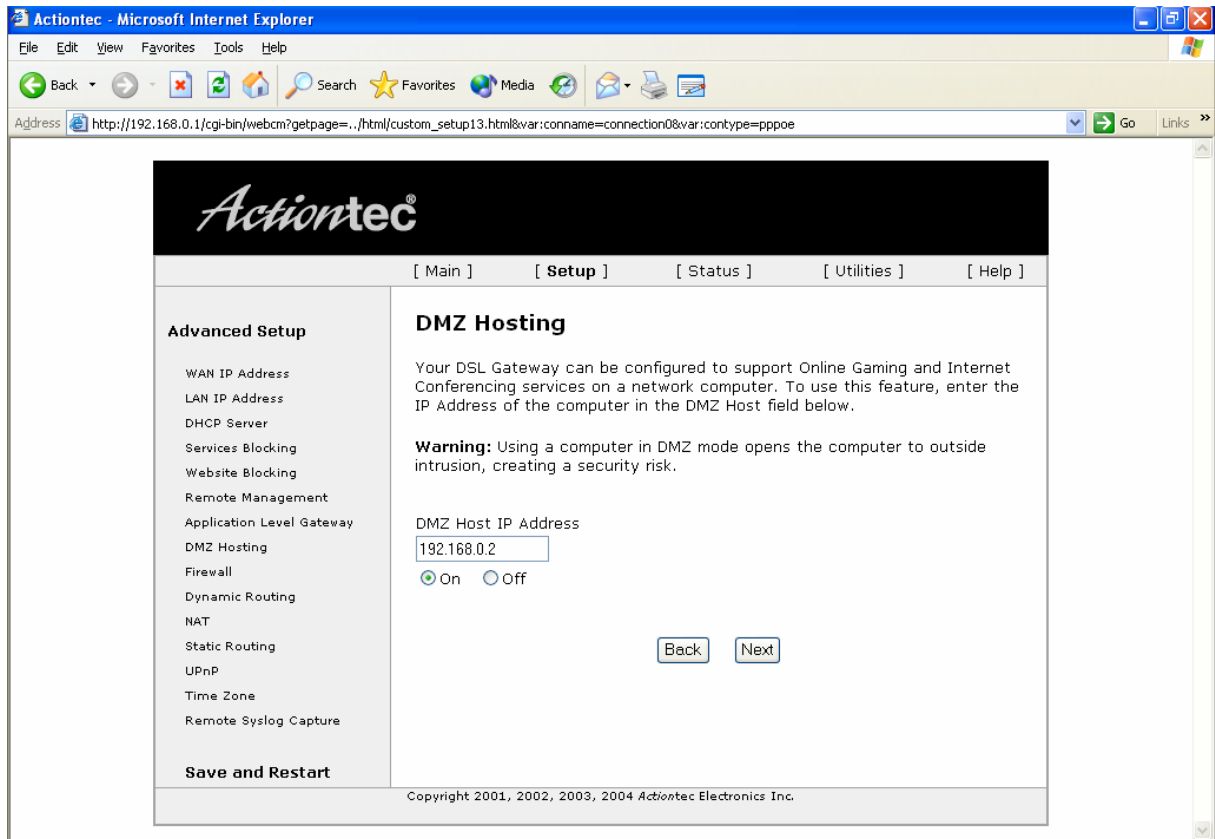 Actiontec - Microsoft Internet Explorer
File Edit View Favorites Tools Help
Back Search Favorites Media
Address http://192.168.0.1/cgi-bin/webcm?getpage=../html/custom_setup13.html&var:conname=connection0&var:contype=pppoe Go Links »
Actiontec®
[ Main ] [ Setup ] [ Status ] [ Utilities ] [ Help ]
Advanced Setup
WAN IP Address
LAN IP Address
DHCP Server
Services Blocking
Website Blocking
Remote Management
Application Level Gateway
DMZ Hosting
Firewall
Dynamic Routing
NAT
Static Routing
UPnP
Time Zone
Remote Syslog Capture
Save and Restart
DMZ Hosting
Your DSL Gateway can be configured to support Online Gaming and Internet
Conferencing services on a network computer. To use this feature, enter the
IP Address of the computer in the DMZ Host field below.
Warning: Using a computer in DMZ mode opens the computer to outside
intrusion, creating a security risk.
DMZ Host IP Address
192.168.0.2
On Off
Back Next
Copyright 2001, 2002, 2003, 2004 Actiontec Electronics Inc.